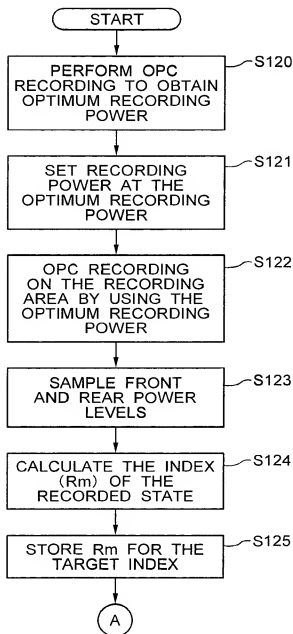 START
PERFORM OPC
RECORDING TO OBTAIN
OPTIMUM RECORDING
POWER
S120
SET RECORDING
POWER AT THE
OPTIMUM RECORDING
POWER
S121
OPC RECORDING
ON THE RECORDING
AREA BY USING THE
OPTIMUM RECORDING
POWER
S122
SAMPLE FRONT
AND REAR POWER
LEVELS
S123
CALCULATE THE INDEX
(Rm) OF THE
RECORDED STATE
S124
STORE Rm FOR THE
TARGET INDEX
S125
A